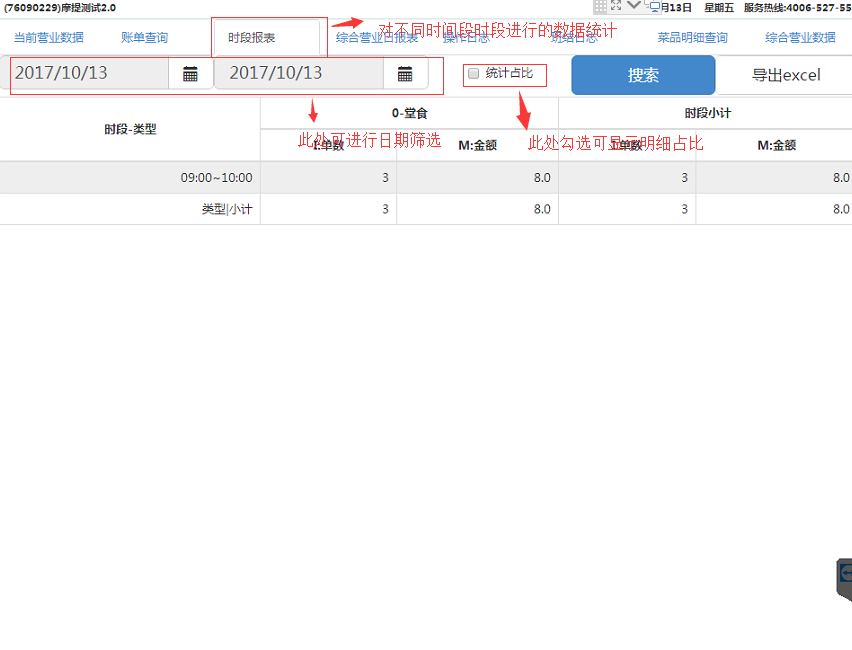 (76090229)摩提测试2.0 月13日 星期五 服务热线:4006-527-55
当前营业数据 账单查询 时段报表 综合营业日报表 操作日志 班结日志 菜品明细查询 综合营业数据
对不同时间段时段进行的数据统计
2017/10/13 2017/10/13 统计占比 搜索 导出excel
时段-类型 0-堂食 时段小计
此处可进行日期筛选 此处勾选可显示明细占比
单数 M:金额 单数 M:金额
09:00~10:00 3 8.0 3 8.0
类型|小计 3 8.0 3 8.0